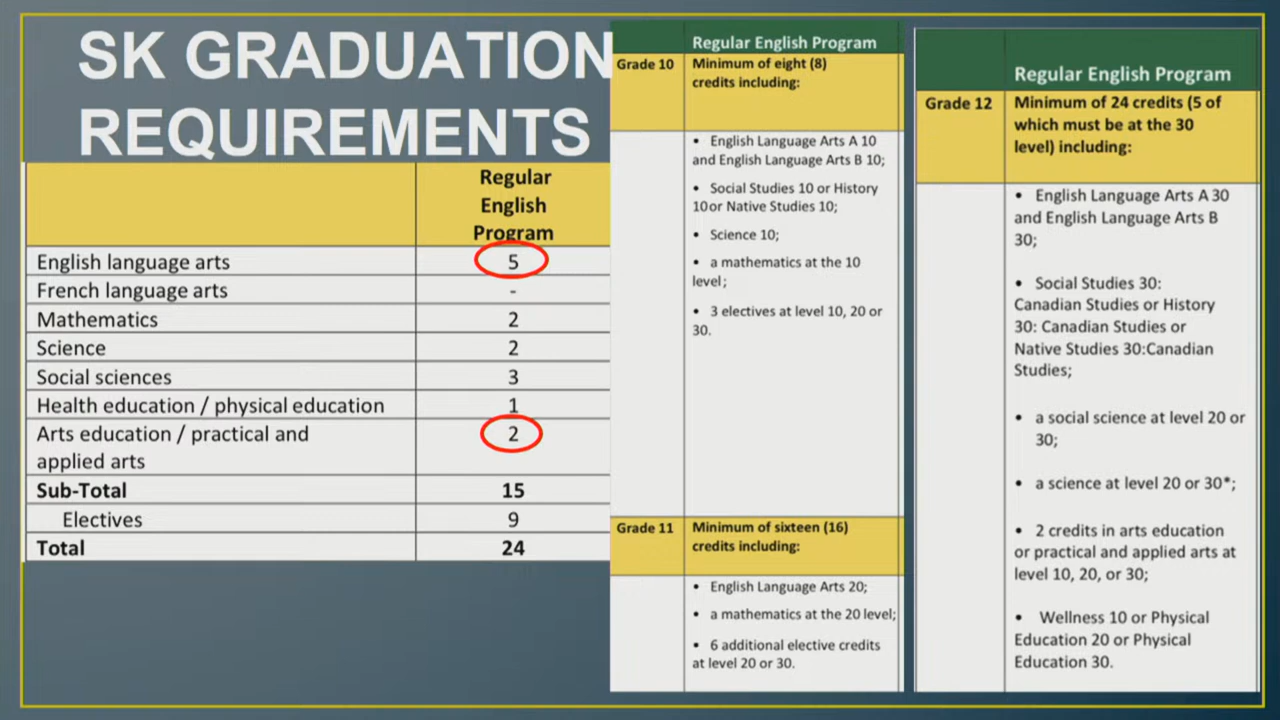 SK GRADUATION
REQUIREMENTS
Regular
English
Program
English language arts 5
French language arts -
Mathematics 2
Science 2
Social sciences 3
Health education / physical education 1
Arts education / practical and 2
applied arts
Sub-Total 15
Electives 9
Total 24
Regular English Program
Grade 10 Minimum of eight (8)
credits including:
• English Language Arts A 10
and English Language Arts B 10;
• Social Studies 10 or History
10or Native Studies 10;
• Science 10;
• a mathematics at the 10
level;
• 3 electives at level 10, 20 or
30.
Grade 11 Minimum of sixteen (16)
credits including:
• English Language Arts 20;
• a mathematics at the 20 level;
• 6 additional elective credits
at level 20 or 30.
Regular English Program
Grade 12 Minimum of 24 credits (5 of
which must be at the 30
level) including:
• English Language Arts A 30
and English Language Arts B
30;
• Social Studies 30:
Canadian Studies or History
30: Canadian Studies or
Native Studies 30:Canadian
Studies;
• a social science at level 20 or
30;
• a science at level 20 or 30*;
• 2 credits in arts education
or practical and applied arts at
level 10, 20, or 30;
• Wellness 10 or Physical
Education 20 or Physical
Education 30.